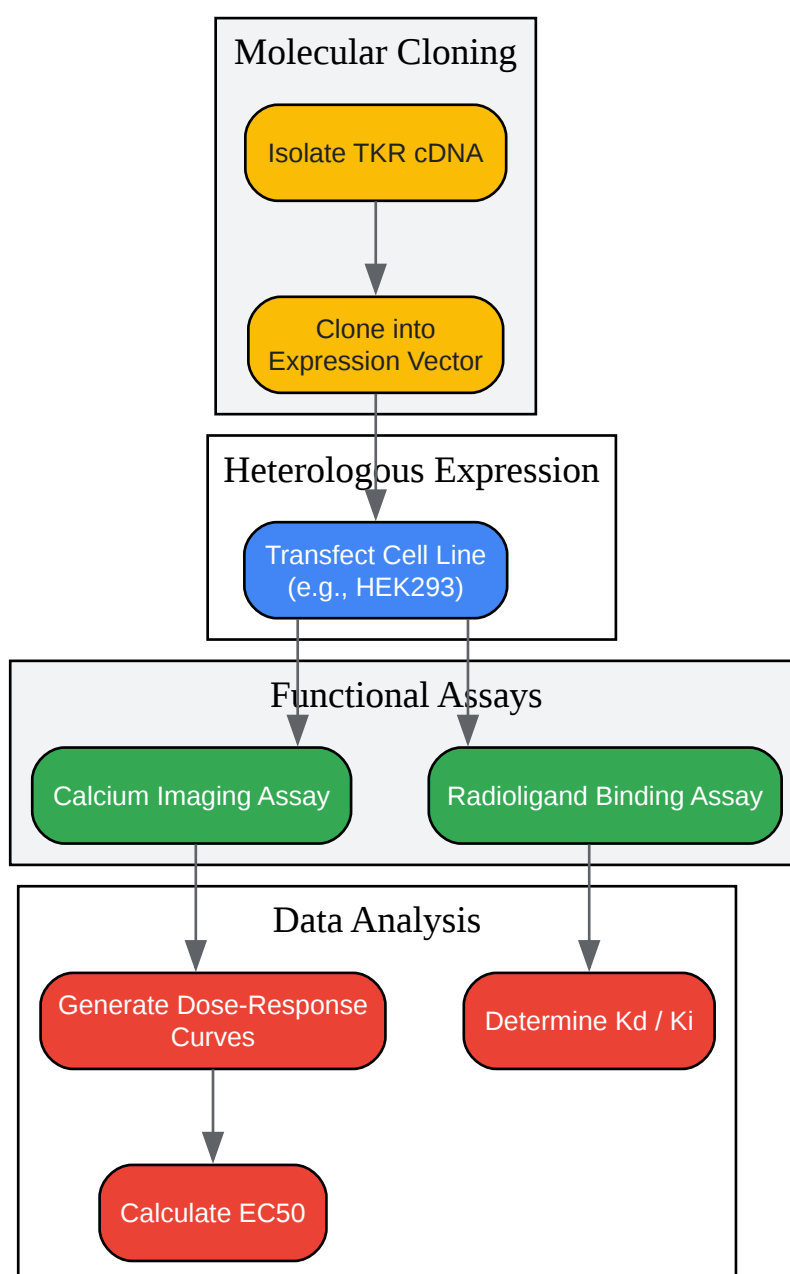 Molecular Cloning
Isolate TKR cDNA
Clone into
Expression Vector
Heterologous Expression
Transfect Cell Line
(e.g., HEK293)
Functional Assays
Calcium Imaging Assay
Radioligand Binding Assay
Data Analysis
Generate Dose-Response
Curves
Determine Kd / Ki
Calculate EC50